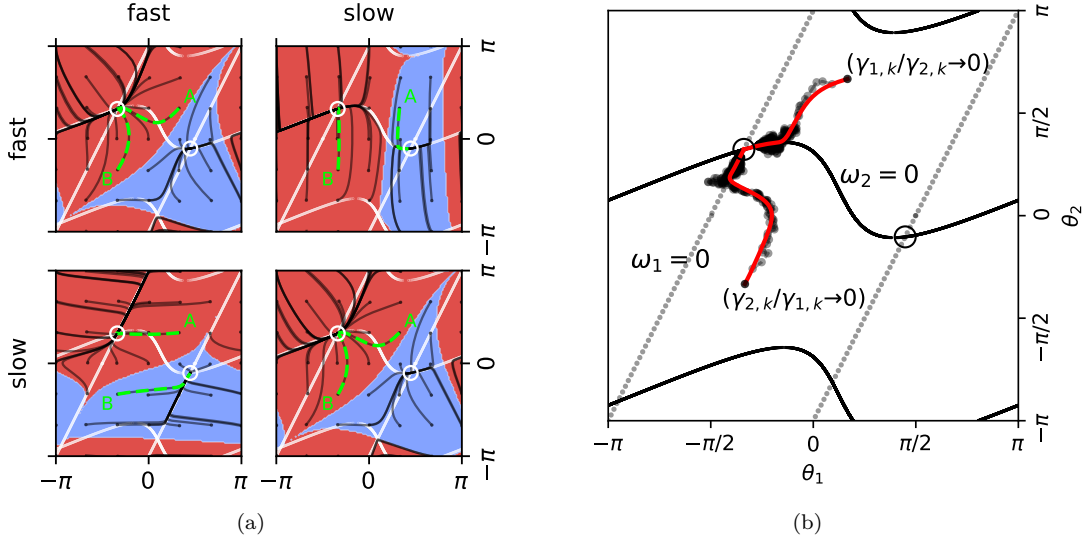 fast
slow
fast
slow
A
B
A
B
A
B
A
B
π
0
−π
π
0
−π
−π
0
π
−π
0
π
(a)
(γ1, k/γ2, k→0)
ω2 = 0
ω1 = 0
(γ2, k/γ1, k→0)
π
π/2
0
−π/2
−π
θ2
−π
−π/2
0
π/2
π
θ1
(b)